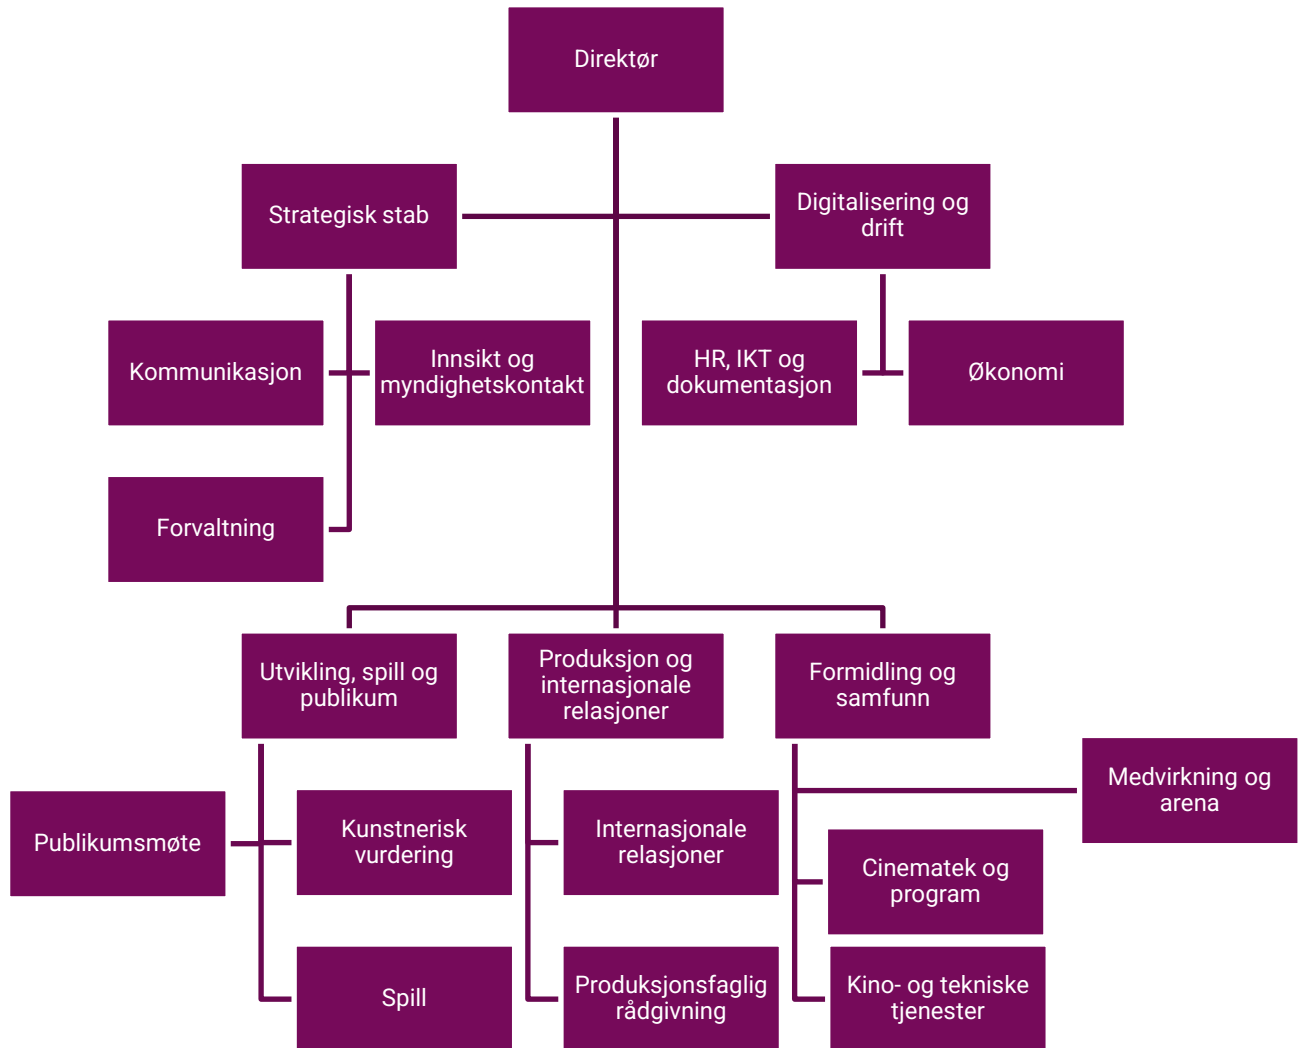 Direktør
Strategisk stab
Digitalisering og
drift
Kommunikasjon
Innsikt og
myndighetskontakt
HR, IKT og
dokumentasjon
Økonomi
Forvaltning
Utvikling, spill og
publikum
Produksjon og
internasjonale
relasjoner
Formidling og
samfunn
Publikumsmøte
Kunstnerisk
vurdering
Internasjonale
relasjoner
Medvirkning og
arena
Cinematek og
program
Spill
Produksjonsfaglig
rådgivning
Kino- og tekniske
tjenester